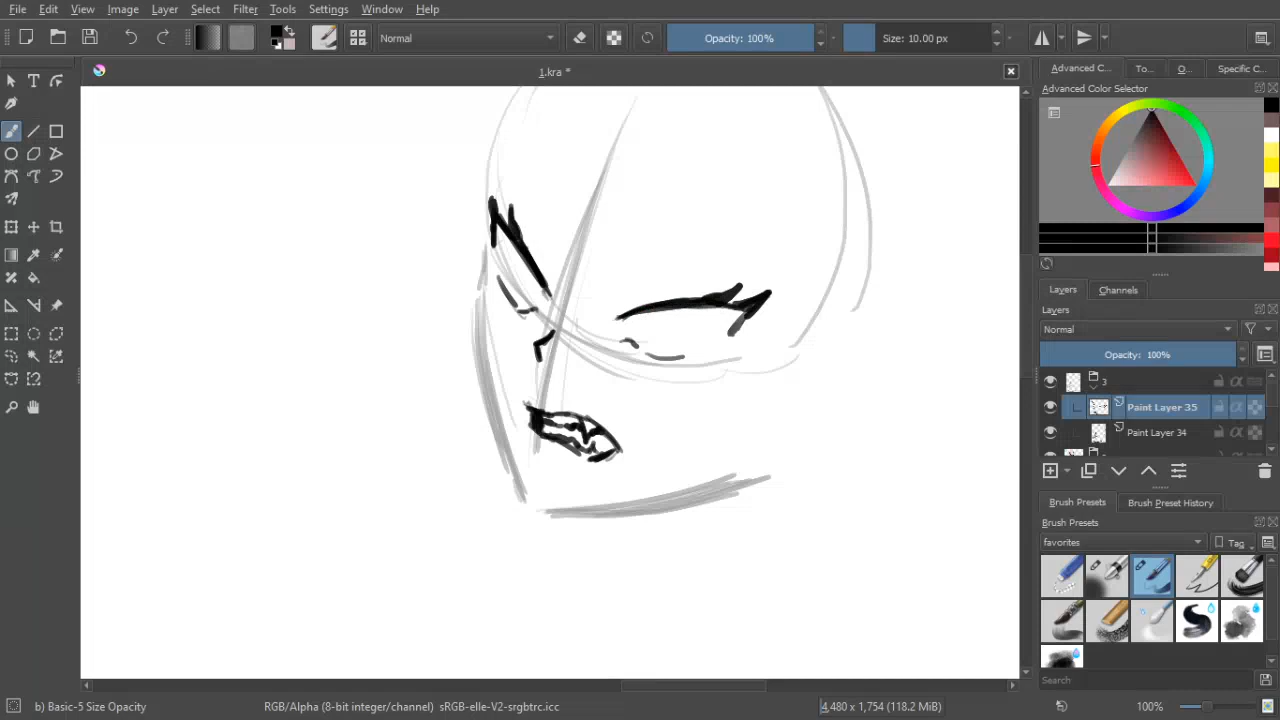 File Edit View Image Layer Select Filter Tools Settings Window Help
Normal Opacity: 100% Size: 10.00 px
1.kra *
Advanced C... To... O... Specific C...
Advanced Color Selector
Layers Channels
Layers
Normal
Opacity: 100%
3
Paint Layer 35
Paint Layer 34
Brush Presets Brush Preset History
Brush Presets
favorites Tag
Search
b) Basic-5 Size Opacity RGB/Alpha (8-bit integer/channel) sRGB-elle-V2-srgbtrc.icc 4,480 x 1,754 (118.2 MiB) 100%